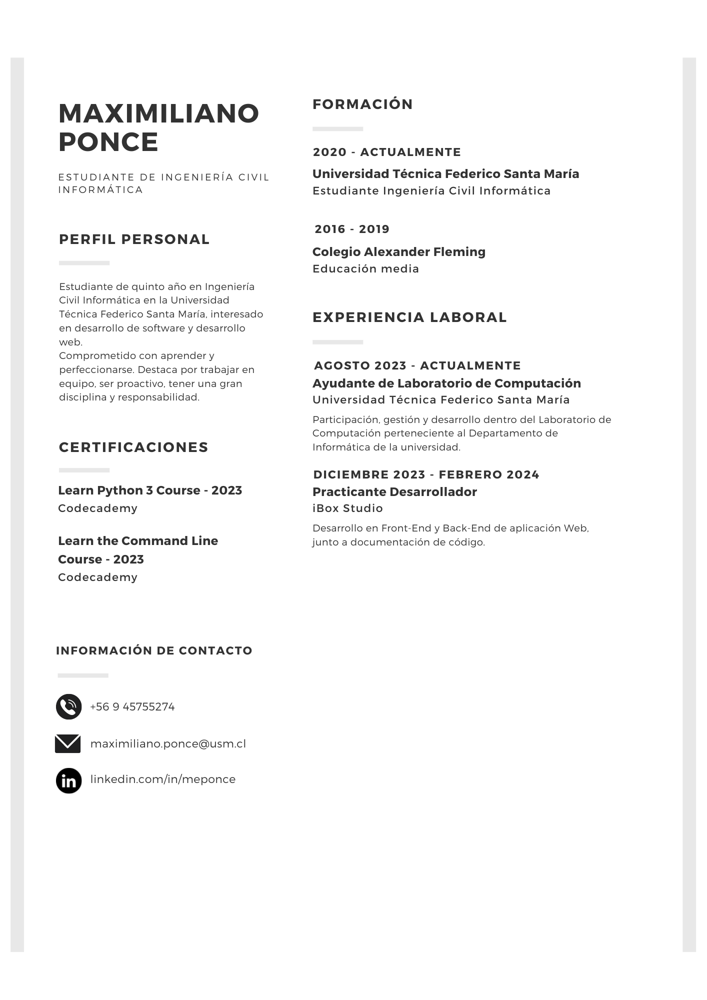 MAXIMILIANO
PONCE
ESTUDIANTE DE INGENIERÍA CIVIL
INFORMÁTICA
PERFIL PERSONAL
Estudiante de quinto año en Ingeniería
Civil Informática en la Universidad
Técnica Federico Santa María, interesado
en desarrollo de software y desarrollo
web.
Comprometido con aprender y
perfeccionarse. Destaca por trabajar en
equipo, ser proactivo, tener una gran
disciplina y responsabilidad.
CERTIFICACIONES
Learn Python 3 Course - 2023
Codecademy
Learn the Command Line
Course - 2023
Codecademy
INFORMACIÓN DE CONTACTO
+56 9 45755274
maximiliano.ponce@usm.cl
in
linkedin.com/in/meponce
FORMACIÓN
2020 - ACTUALMENTE
Universidad Técnica Federico Santa María
Estudiante Ingeniería Civil Informática
2016 - 2019
Colegio Alexander Fleming
Educación media
EXPERIENCIA LABORAL
AGOSTO 2023 - ACTUALMENTE
Ayudante de Laboratorio de Computación
Universidad Técnica Federico Santa María
Participación, gestión y desarrollo dentro del Laboratorio de
Computación perteneciente al Departamento de
Informática de la universidad.
DICIEMBRE 2023 - FEBRERO 2024
Practicante Desarrollador
iBox Studio
Desarrollo en Front-End y Back-End de aplicación Web,
junto a documentación de código.